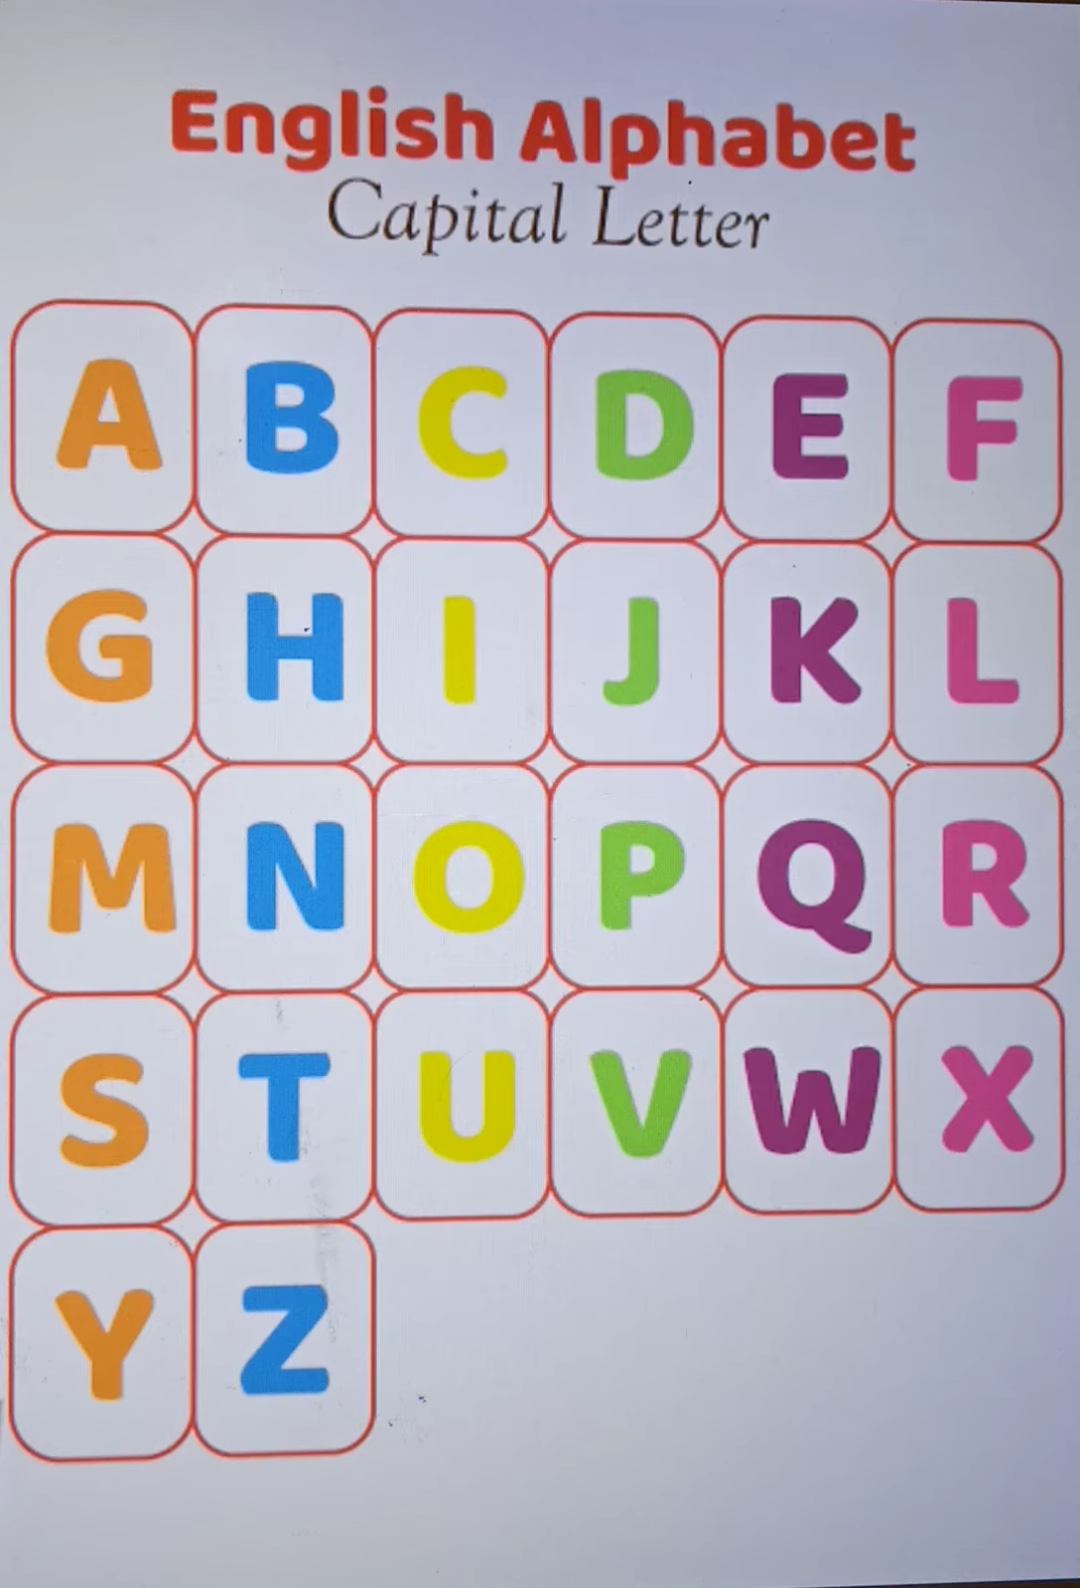 English Alphabet
Capital Letter
A B C D E F
G H I J K L
M N O P Q R
S T U V W X
Y Z